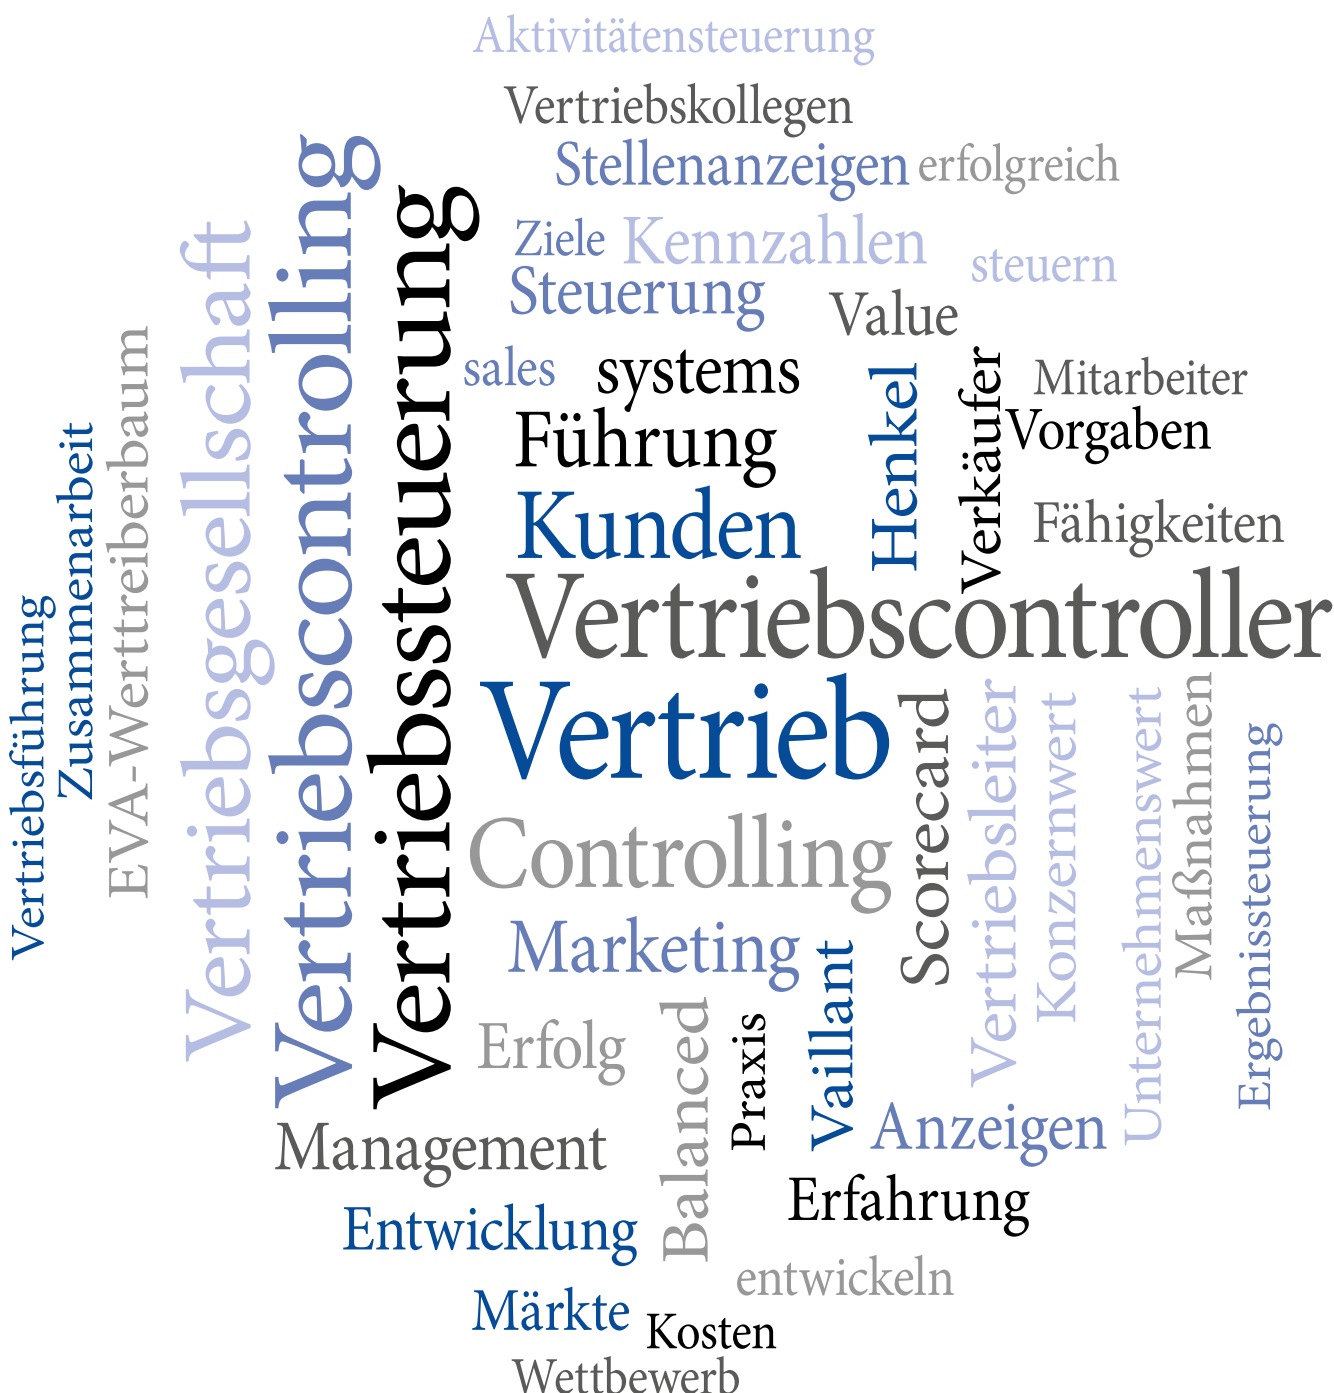 Aktivitätensteuerung
Vertriebskollegen
Stellenanzeigen
erfolgreich
Ziele
Kennzahlen
steuern
Steuerung
Value
sales
systems
Mitarbeiter
Führung
Henkel
Verkäufer
Vorgaben
Kunden
Fähigkeiten
Vertriebscontroller
Vertriebsführung
Zusammenarbeit
EVA-Werttreiberbaum
Vertriebsgesellschaft
Vertriebscontrolling
Vertriebssteuerung
Vertrieb
Controlling
Scorecard
Vertriebsleiter
Konzernwert
Unternehmenswert
Maßnahmen
Ergebnissteuerung
Marketing
Erfolg
Balanced
Praxis
Vaillant
Anzeigen
Management
Erfahrung
Entwicklung
entwickeln
Märkte
Kosten
Wettbewerb